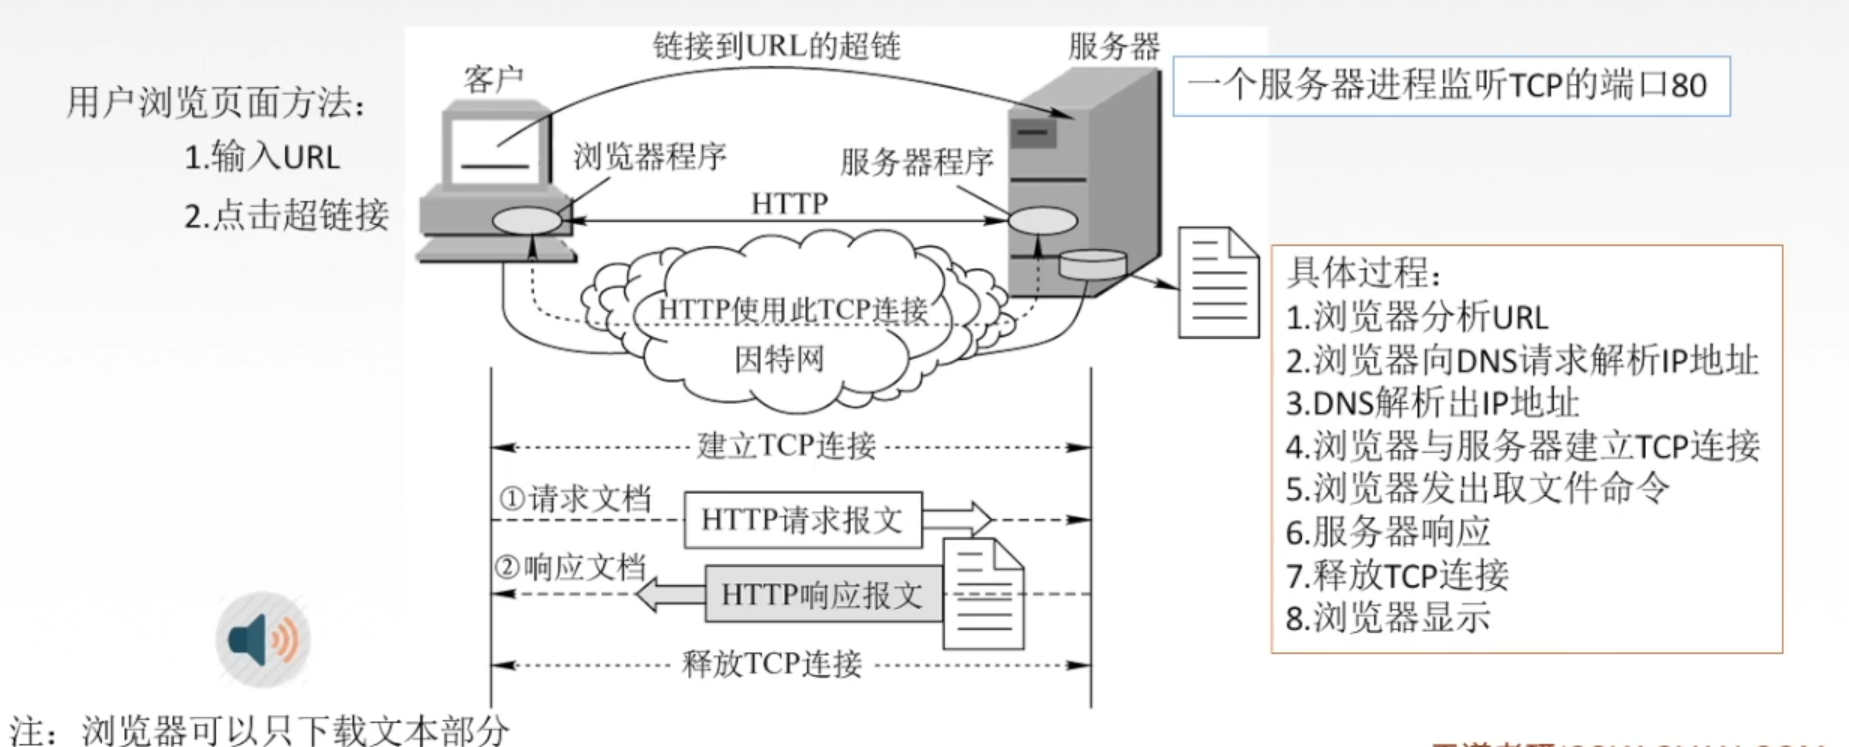 用户浏览页面方法：
1.输入URL
2.点击超链接
链接到URL的超链
客户
服务器
浏览器程序
服务器程序
HTTP
HTTP使用此TCP连接
因特网
一个服务器进程监听TCP的端口80
建立TCP连接
①请求文档
HTTP请求报文
②响应文档
HTTP响应报文
释放TCP连接
具体过程：
1.浏览器分析URL
2.浏览器向DNS请求解析IP地址
3.DNS解析出IP地址
4.浏览器与服务器建立TCP连接
5.浏览器发出取文件命令
6.服务器响应
7.释放TCP连接
8.浏览器显示
注：浏览器可以只下载文本部分